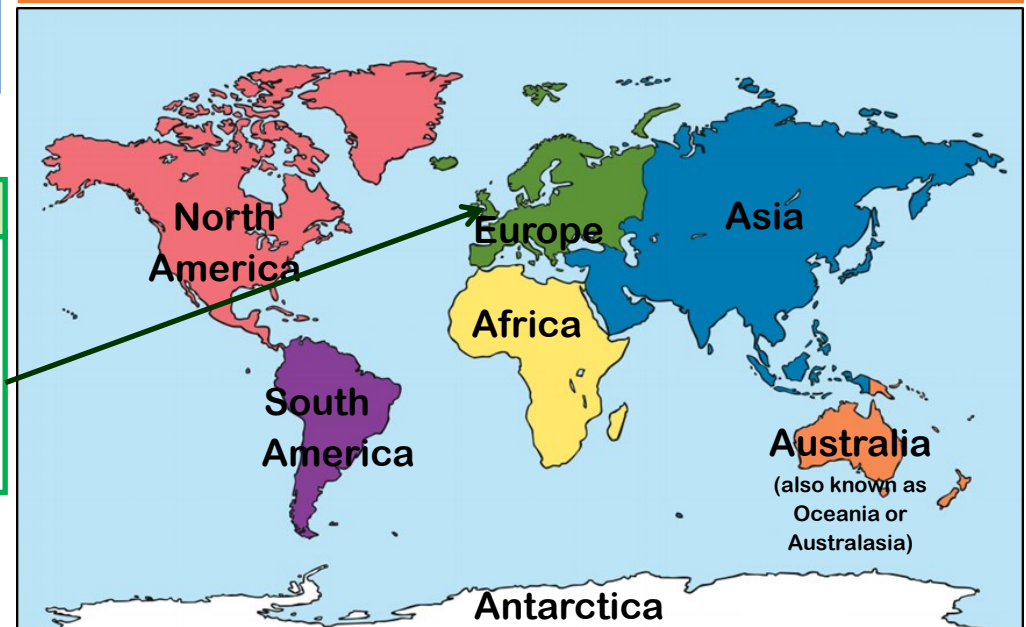 North
America
Europe
Asia
Africa
South
America
Australia
(also known as
Oceania or
Australasia)
Antarctica